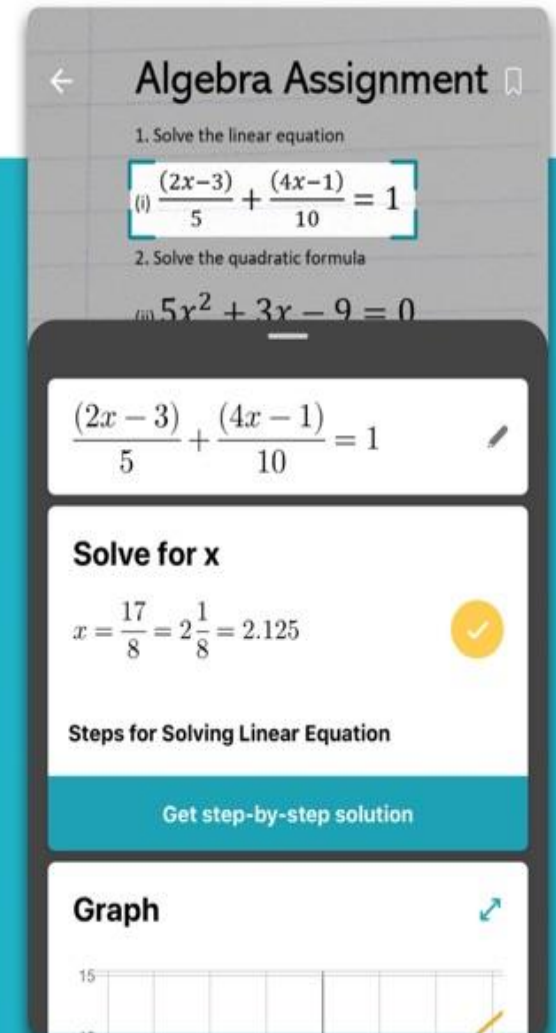 Algebra Assignment
1. Solve the linear equation
(i) (2x−3)/5 + (4x−1)/10 = 1
2. Solve the quadratic formula
(ii) 5x² + 3x − 9 = 0
(2x − 3)/5 + (4x − 1)/10 = 1
Solve for x
x = 17/8 = 2 1/8 = 2.125
Steps for Solving Linear Equation
Get step-by-step solution
Graph
15